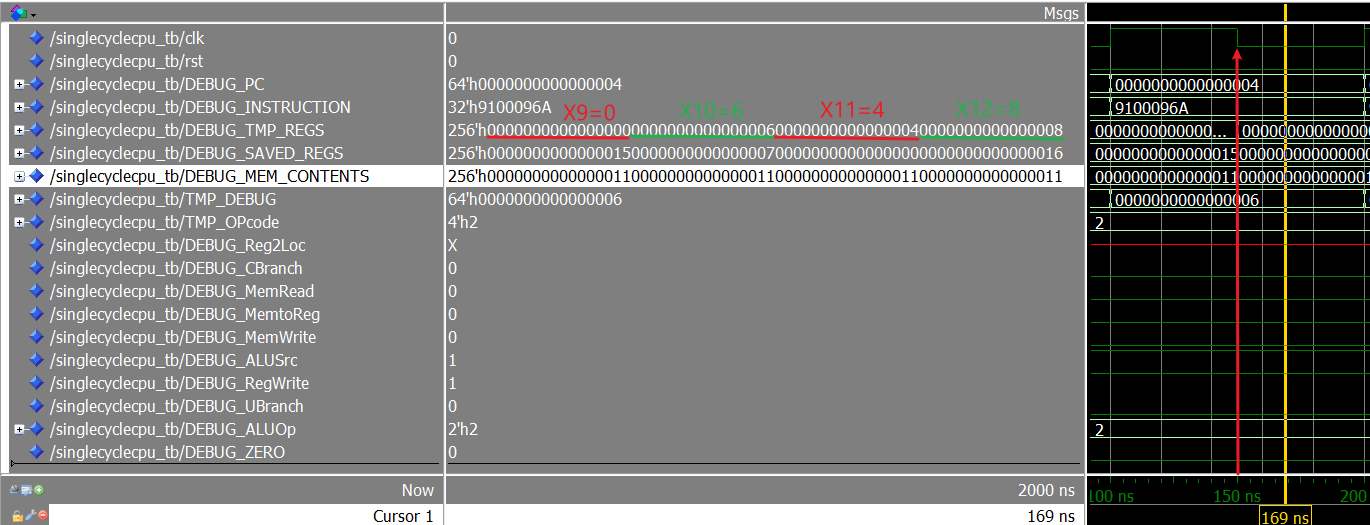 Msgs
/singlecyclecpu_tb/clk 0
/singlecyclecpu_tb/rst 0
/singlecyclecpu_tb/DEBUG_PC 64'h0000000000000004 0000000000000004
/singlecyclecpu_tb/DEBUG_INSTRUCTION 32'h9100096A 9100096A
X9=0 X10=6 X11=4 X12=8
/singlecyclecpu_tb/DEBUG_TMP_REGS 256'h0000000000000000000000000000000600000000000000040000000000000008 0000000000000... 00000000000000
/singlecyclecpu_tb/DEBUG_SAVED_REGS 256'h0000000000000015000000000000000700000000000000000000000000000016 000000000000001500000000000000
/singlecyclecpu_tb/DEBUG_MEM_CONTENTS 256'h0000000000000011000000000000001100000000000000110000000000000011 0000000000000011000000000000001
/singlecyclecpu_tb/TMP_DEBUG 64'h0000000000000006 0000000000000006
/singlecyclecpu_tb/TMP_OPcode 4'h2 2
/singlecyclecpu_tb/DEBUG_Reg2Loc X
/singlecyclecpu_tb/DEBUG_CBranch 0
/singlecyclecpu_tb/DEBUG_MemRead 0
/singlecyclecpu_tb/DEBUG_MemtoReg 0
/singlecyclecpu_tb/DEBUG_MemWrite 0
/singlecyclecpu_tb/DEBUG_ALUSrc 1
/singlecyclecpu_tb/DEBUG_RegWrite 1
/singlecyclecpu_tb/DEBUG_UBranch 0
/singlecyclecpu_tb/DEBUG_ALUOp 2'h2 2
/singlecyclecpu_tb/DEBUG_ZERO 0
Now 2000 ns 100 ns 150 ns 200
Cursor 1 169 ns 169 ns